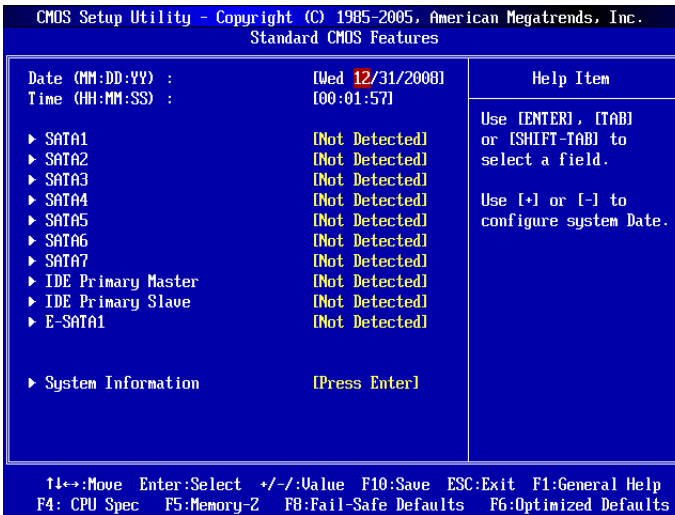 CMOS Setup Utility - Copyright (C) 1985-2005, American Megatrends, Inc.
Standard CMOS Features
Date (MM:DD:YY) : [Wed 12/31/2008]
Time (HH:MM:SS) : [00:01:57]
▶ SATA1 [Not Detected]
▶ SATA2 [Not Detected]
▶ SATA3 [Not Detected]
▶ SATA4 [Not Detected]
▶ SATA5 [Not Detected]
▶ SATA6 [Not Detected]
▶ SATA7 [Not Detected]
▶ IDE Primary Master [Not Detected]
▶ IDE Primary Slave [Not Detected]
▶ E-SATA1 [Not Detected]
▶ System Information [Press Enter]
Help Item
Use [ENTER], [TAB]
or [SHIFT-TAB] to
select a field.
Use [+] or [-] to
configure system Date.
↑↓↔:Move Enter:Select +/-/:Value F10:Save ESC:Exit F1:General Help
F4: CPU Spec F5:Memory-Z F8:Fail-Safe Defaults F6:Optimized Defaults